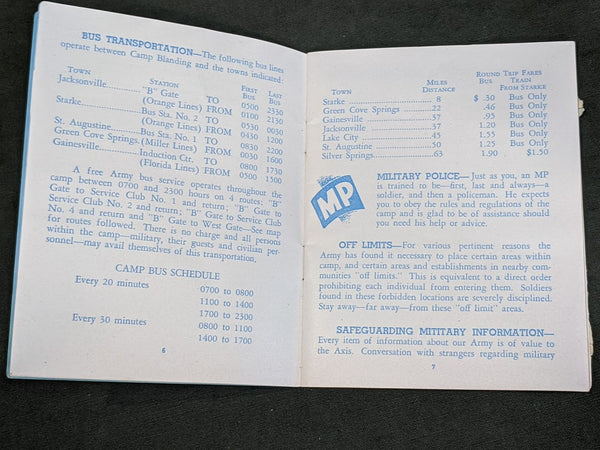 BUS TRANSPORTATION—The following bus lines
operate between Camp Blanding and the towns indicated:
TOWN STATION FIRST BUS LAST BUS
Jacksonville "B" Gate TO 0500 2330
(Orange Lines) FROM 0100 2130
Starke Bus Sta. No. 2 TO 0530 0030
(Orange Lines) FROM 0430 1200
St. Augustine Bus Sta. No. 1 TO 0830 2200
Green Cove Springs (Miller Lines) FROM 0030 1600
Gainesville Induction Ctr. TO 0800 1730
(Florida Lines) FROM 0500 1500
A free Army bus service operates throughout the
camp between 0700 and 2300 hours on 4 routes: "B"
Gate to Service Club No. 1 and return; "B" Gate to
Service Club No. 2 and return; "B" Gate to Service Club
No. 4 and return and "B" Gate to West Gate—See map
for routes followed. There is no charge and all persons
within the camp—military, their guests and civilian per-
sonnel—may avail themselves of this transportation.
CAMP BUS SCHEDULE
Every 20 minutes 0700 to 0800
1100 to 1400
1700 to 2300
Every 30 minutes 0800 to 1100
1400 to 1700
6
TOWN MILES DISTANCE ROUND TRIP FARES BUS TRAIN FROM STARKE
Starke 8 $ .30 Bus Only
Green Cove Springs 22 .46 Bus Only
Gainesville 37 .95 Bus Only
Jacksonville 37 1.20 Bus Only
Lake City 45 1.55 Bus Only
St. Augustine 50 1.25 Bus Only
Silver Springs 63 1.90 $1.50
MP
MILITARY POLICE—Just as you, an MP
is trained to be—first, last and always—a
soldier, and then a policeman. He expects
to obey the rules and regulations of the
camp and is glad to be of assistance should
you need his help or advice.
OFF LIMITS—For various pertinent reasons the
Army has found it necessary to place certain areas within
camp, and certain areas and establishments in nearby com-
munities "off limits." This is equivalent to a direct order
prohibiting each individual from entering them. Soldiers
found in these forbidden locations are severely disciplined.
Stay away—far away—from these "off limit" areas.
SAFEGUARDING MITITARY INFORMATION—
Every item of information about our Army is of value to
the Axis. Conversation with strangers regarding military
7